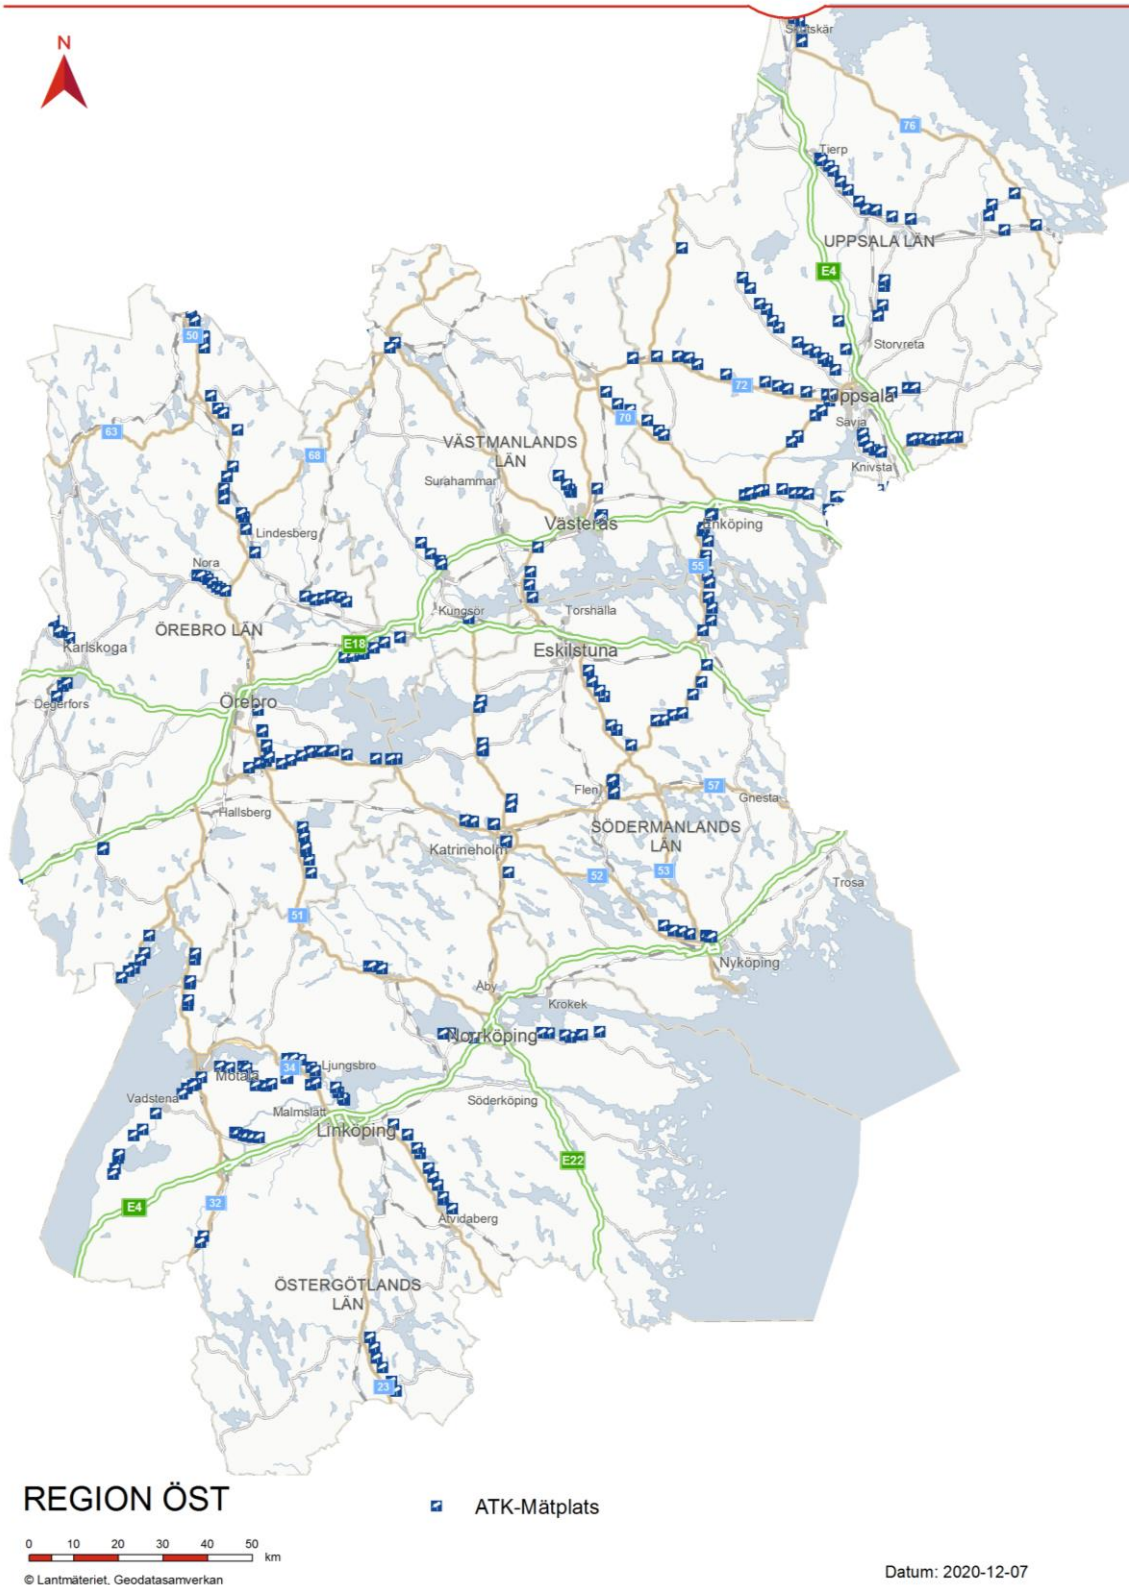 N
Skutskär
76
Tierp
UPPSALA LÄN
E4
50
Storvreta
72
Uppsala
70
63
Savja
VÄSTMANLANDS
LÄN
68
Knivsta
Surahammar
Västerås
Enköping
Lindesberg
Nora
55
Kungsör
Torshälla
ÖREBRO LÄN
E18
Karlskoga
Eskilstuna
Degerfors
Örebro
Flen
57
Gnesta
Hallsberg
SÖDERMANLANDS
LÄN
Katrineholm
52
53
Trosa
51
Nyköping
Åby
Krokek
Norrköping
34
Ljungsbro
Motala
Vadstena
Malmslätt
Söderköping
Linköping
E22
E4
32
Åtvidaberg
ÖSTERGÖTLANDS
LÄN
23
REGION ÖST
ATK-Mätplats
0 10 20 30 40 50
km
© Lantmäteriet, Geodatasamverkan
Datum: 2020-12-07